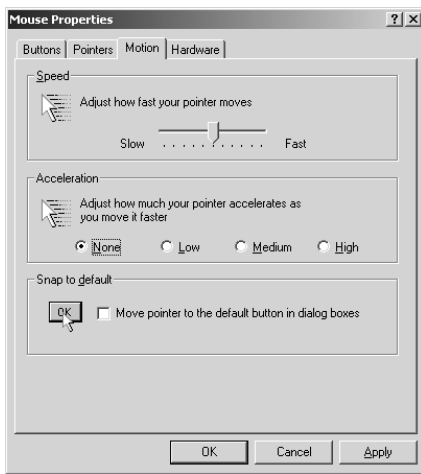 Mouse Properties
Buttons Pointers Motion Hardware
Speed
Adjust how fast your pointer moves
Slow Fast
Acceleration
Adjust how much your pointer accelerates as
you move it faster
None Low Medium High
Snap to default
OK Move pointer to the default button in dialog boxes
OK Cancel Apply